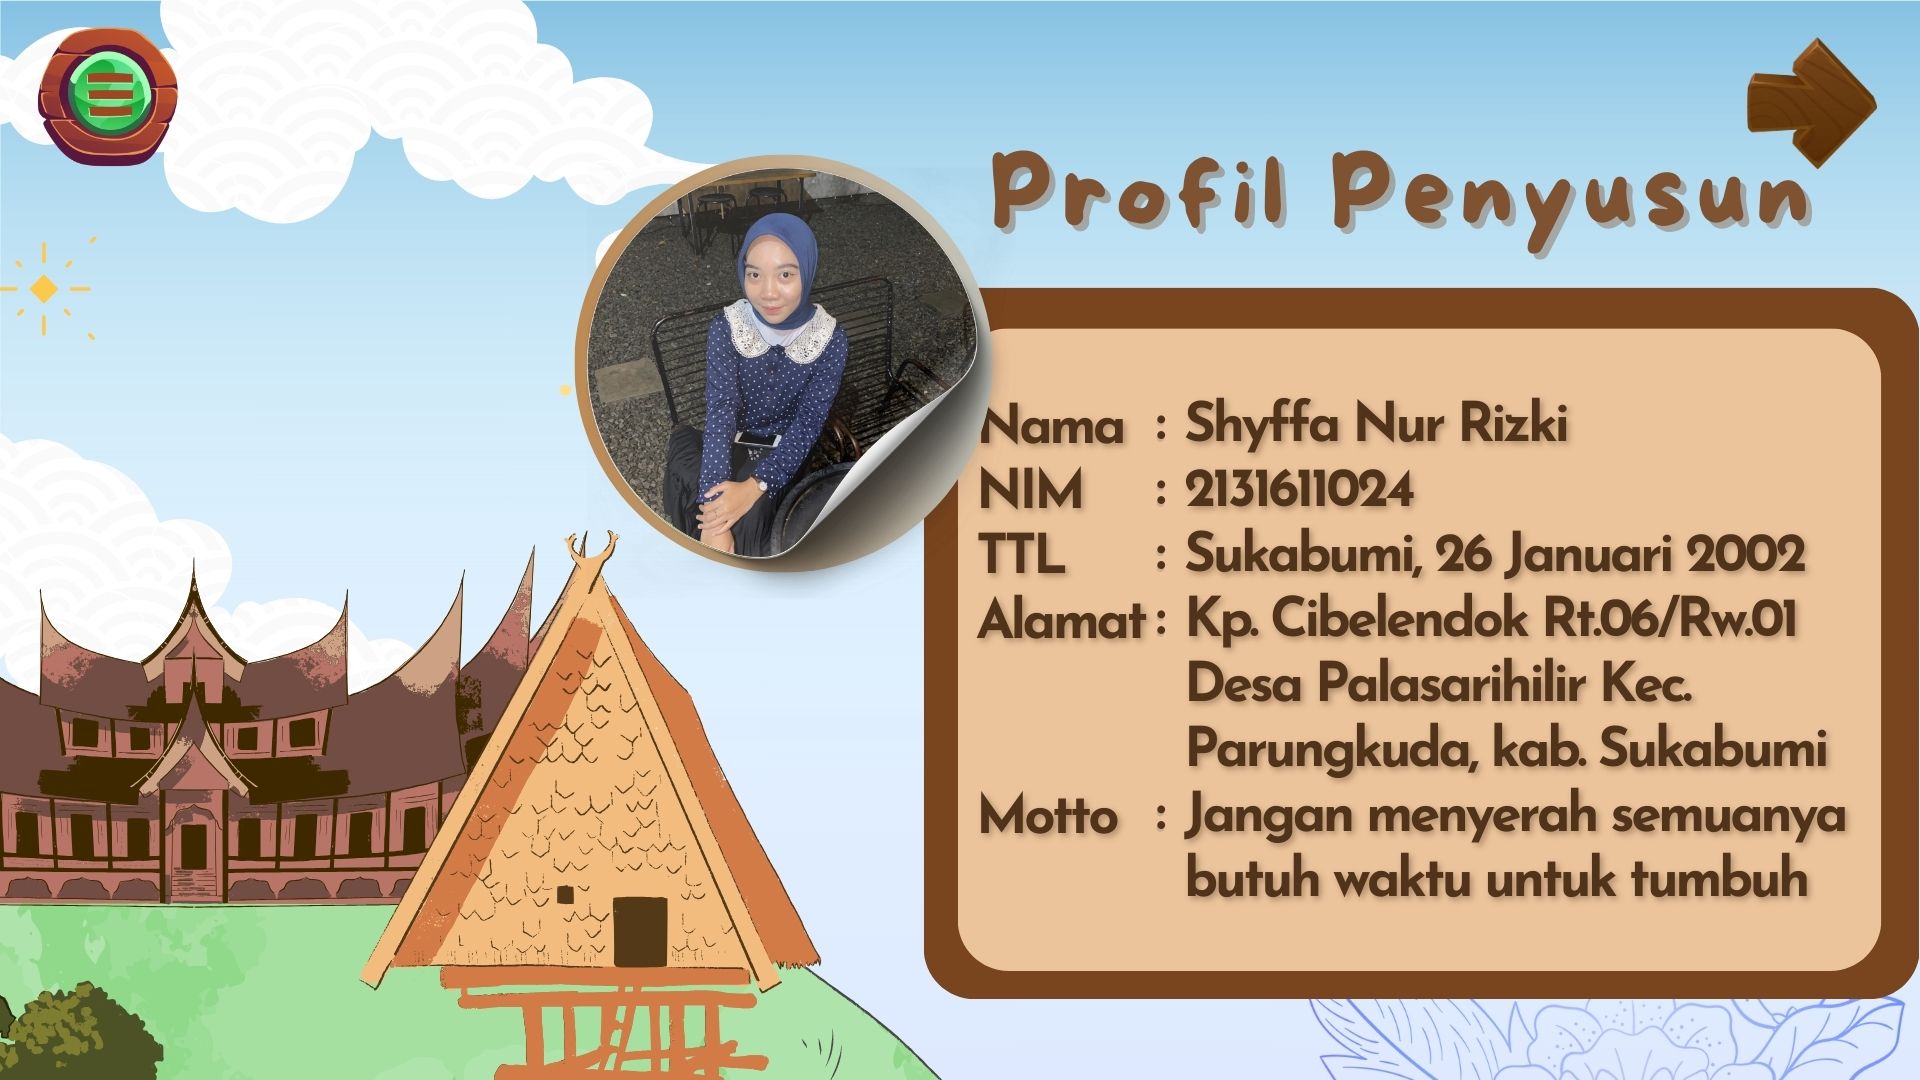 Profil Penyusun
Nama : Shyffa Nur Rizki
NIM : 2131611024
TTL : Sukabumi, 26 Januari 2002
Alamat : Kp. Cibelendok Rt.06/Rw.01
Desa Palasarihilir Kec.
Parungkuda, kab. Sukabumi
Motto : Jangan menyerah semuanya
butuh waktu untuk tumbuh